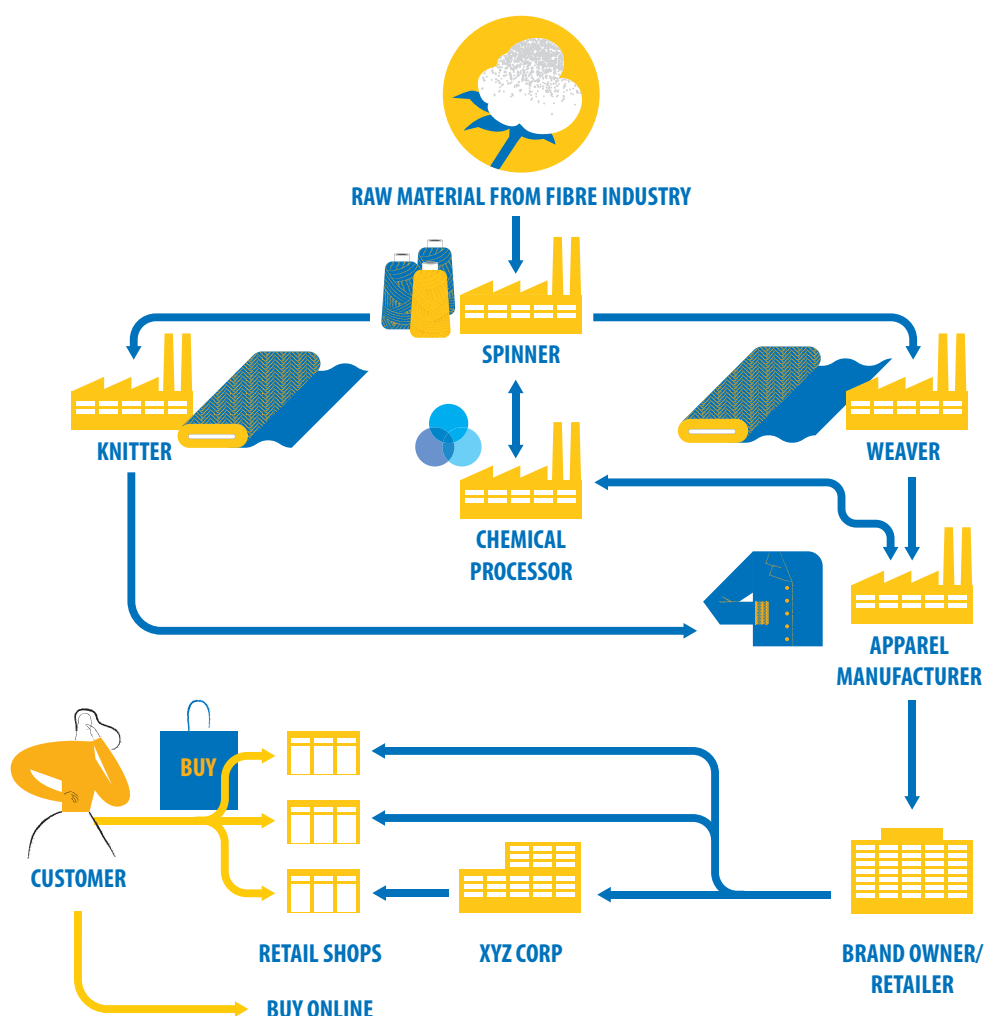 RAW MATERIAL FROM FIBRE INDUSTRY
SPINNER
KNITTER
WEAVER
CHEMICAL
PROCESSOR
APPAREL
MANUFACTURER
BUY
CUSTOMER
RETAIL SHOPS
XYZ CORP
BRAND OWNER/
RETAILER
BUY ONLINE